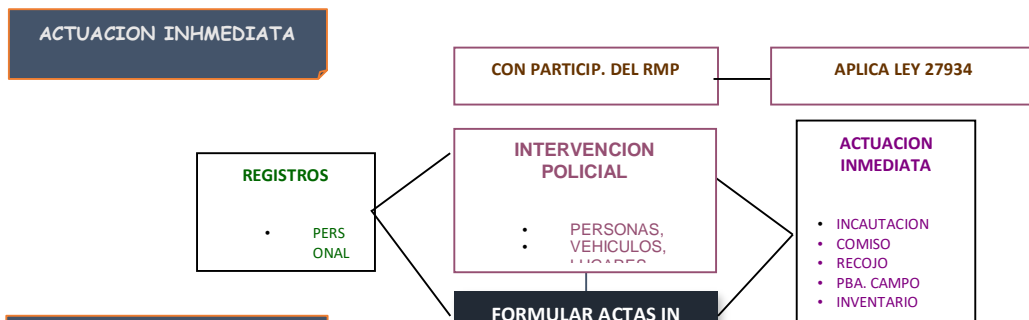 ACTUACION INHMEDIATA
CON PARTICIP. DEL RMP
APLICA LEY 27934
REGISTROS
• PERS
ONAL
INTERVENCION
POLICIAL
• PERSONAS,
• VEHICULOS,
LUGARES
ACTUACION
INMEDIATA
• INCAUTACION
• COMISO
• RECOJO
• PBA. CAMPO
• INVENTARIO
FORMULAR ACTAS IN